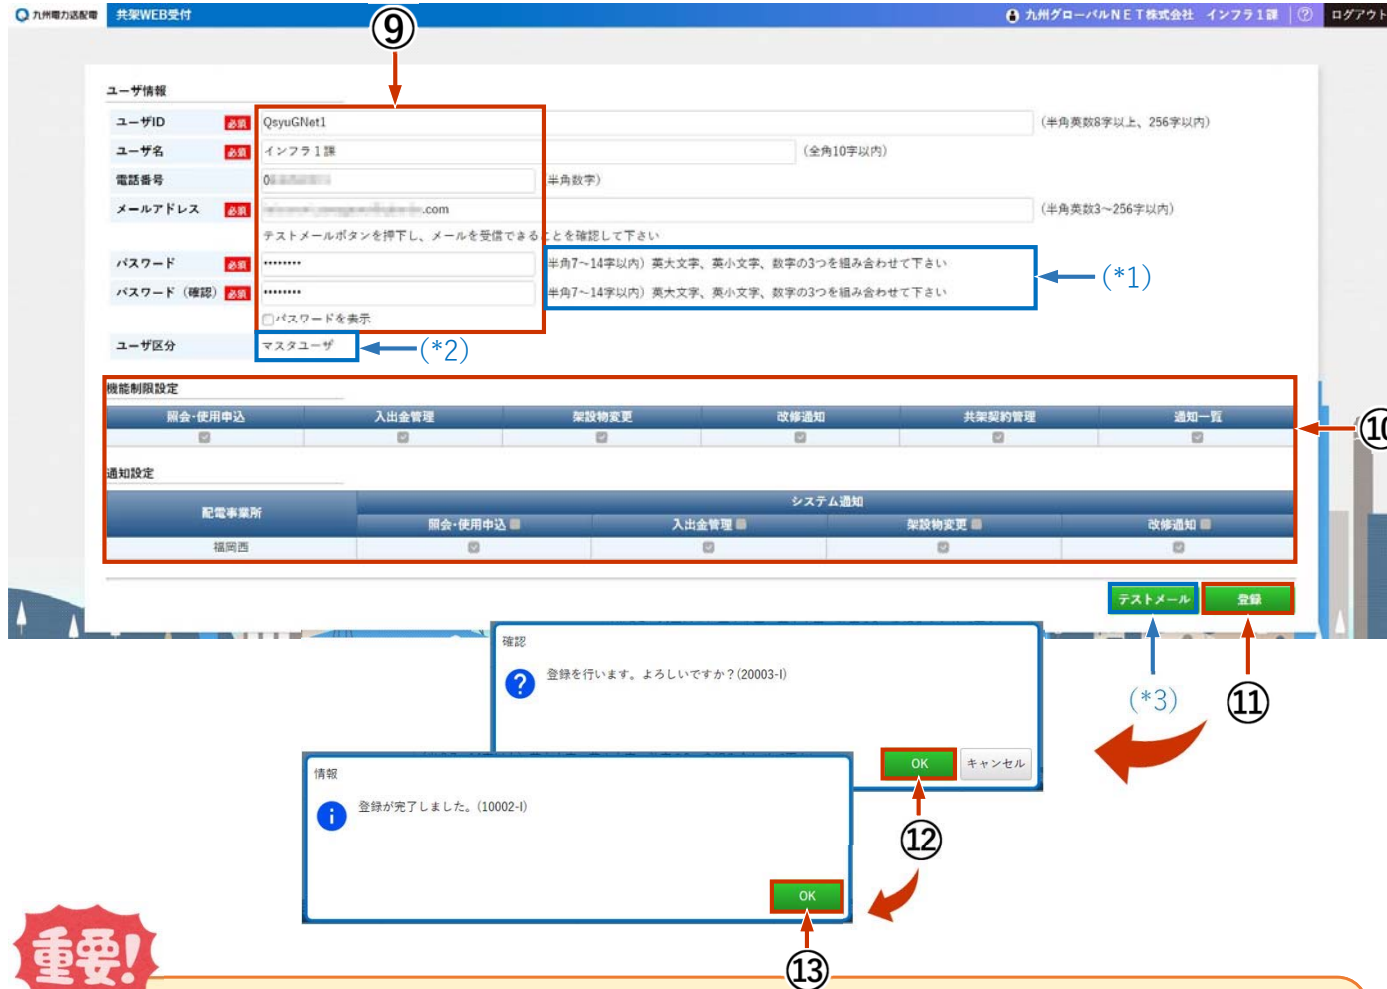 九州電力送配電 共架WEB受付 九州グローバルNET株式会社 インフラ1課 ? ログアウト
⑨
ユーザ情報
ユーザID 必須 QsyuGNet1 (半角英数8字以上、256字以内)
ユーザ名 必須 インフラ1課 (全角10字以内)
電話番号 0 半角数字)
メールアドレス 必須 .com (半角英数3〜256字以内)
テストメールボタンを押下し、メールを受信できることを確認して下さい
パスワード 必須 •••••••• 半角7〜14字以内) 英大文字、英小文字、数字の3つを組み合わせて下さい
(*1)
パスワード (確認) 必須 •••••••• 半角7〜14字以内) 英大文字、英小文字、数字の3つを組み合わせて下さい
パスワードを表示
ユーザ区分 マスタユーザ (*2)
機能制限設定
照会・使用申込 入出金管理 架設物変更 改修通知 共架契約管理 通知一覧
⑩
通知設定
配電事業所 システム通知
照会・使用申込 入出金管理 架設物変更 改修通知
福岡西
テストメール 登録
(*3) ⑪
確認
登録を行います。よろしいですか?(20003-I)
OK キャンセル
⑫
情報
登録が完了しました。(10002-I)
OK
⑬
重要!